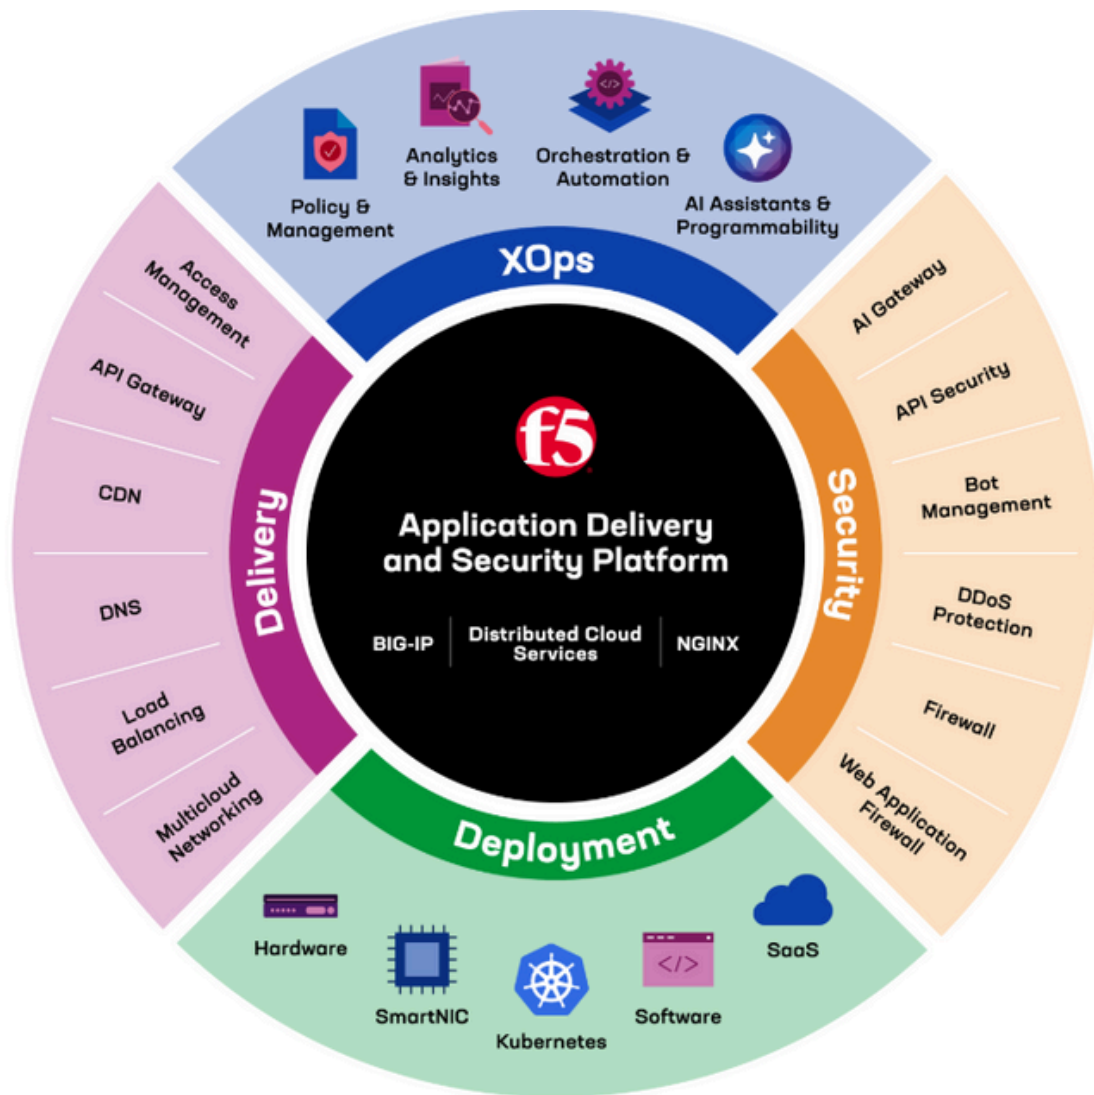 Policy &
Management
Analytics
& Insights
Orchestration &
Automation
AI Assistants &
Programmability
XOps
Access
Management
API Gateway
CDN
DNS
Load
Balancing
Multicloud
Networking
Delivery
f5
Application Delivery
and Security Platform
BIG-IP
Distributed Cloud
Services
NGINX
Security
AI Gateway
API Security
Bot
Management
DDoS
Protection
Firewall
Web Application
Firewall
Deployment
Hardware
SmartNIC
Kubernetes
</>
Software
SaaS